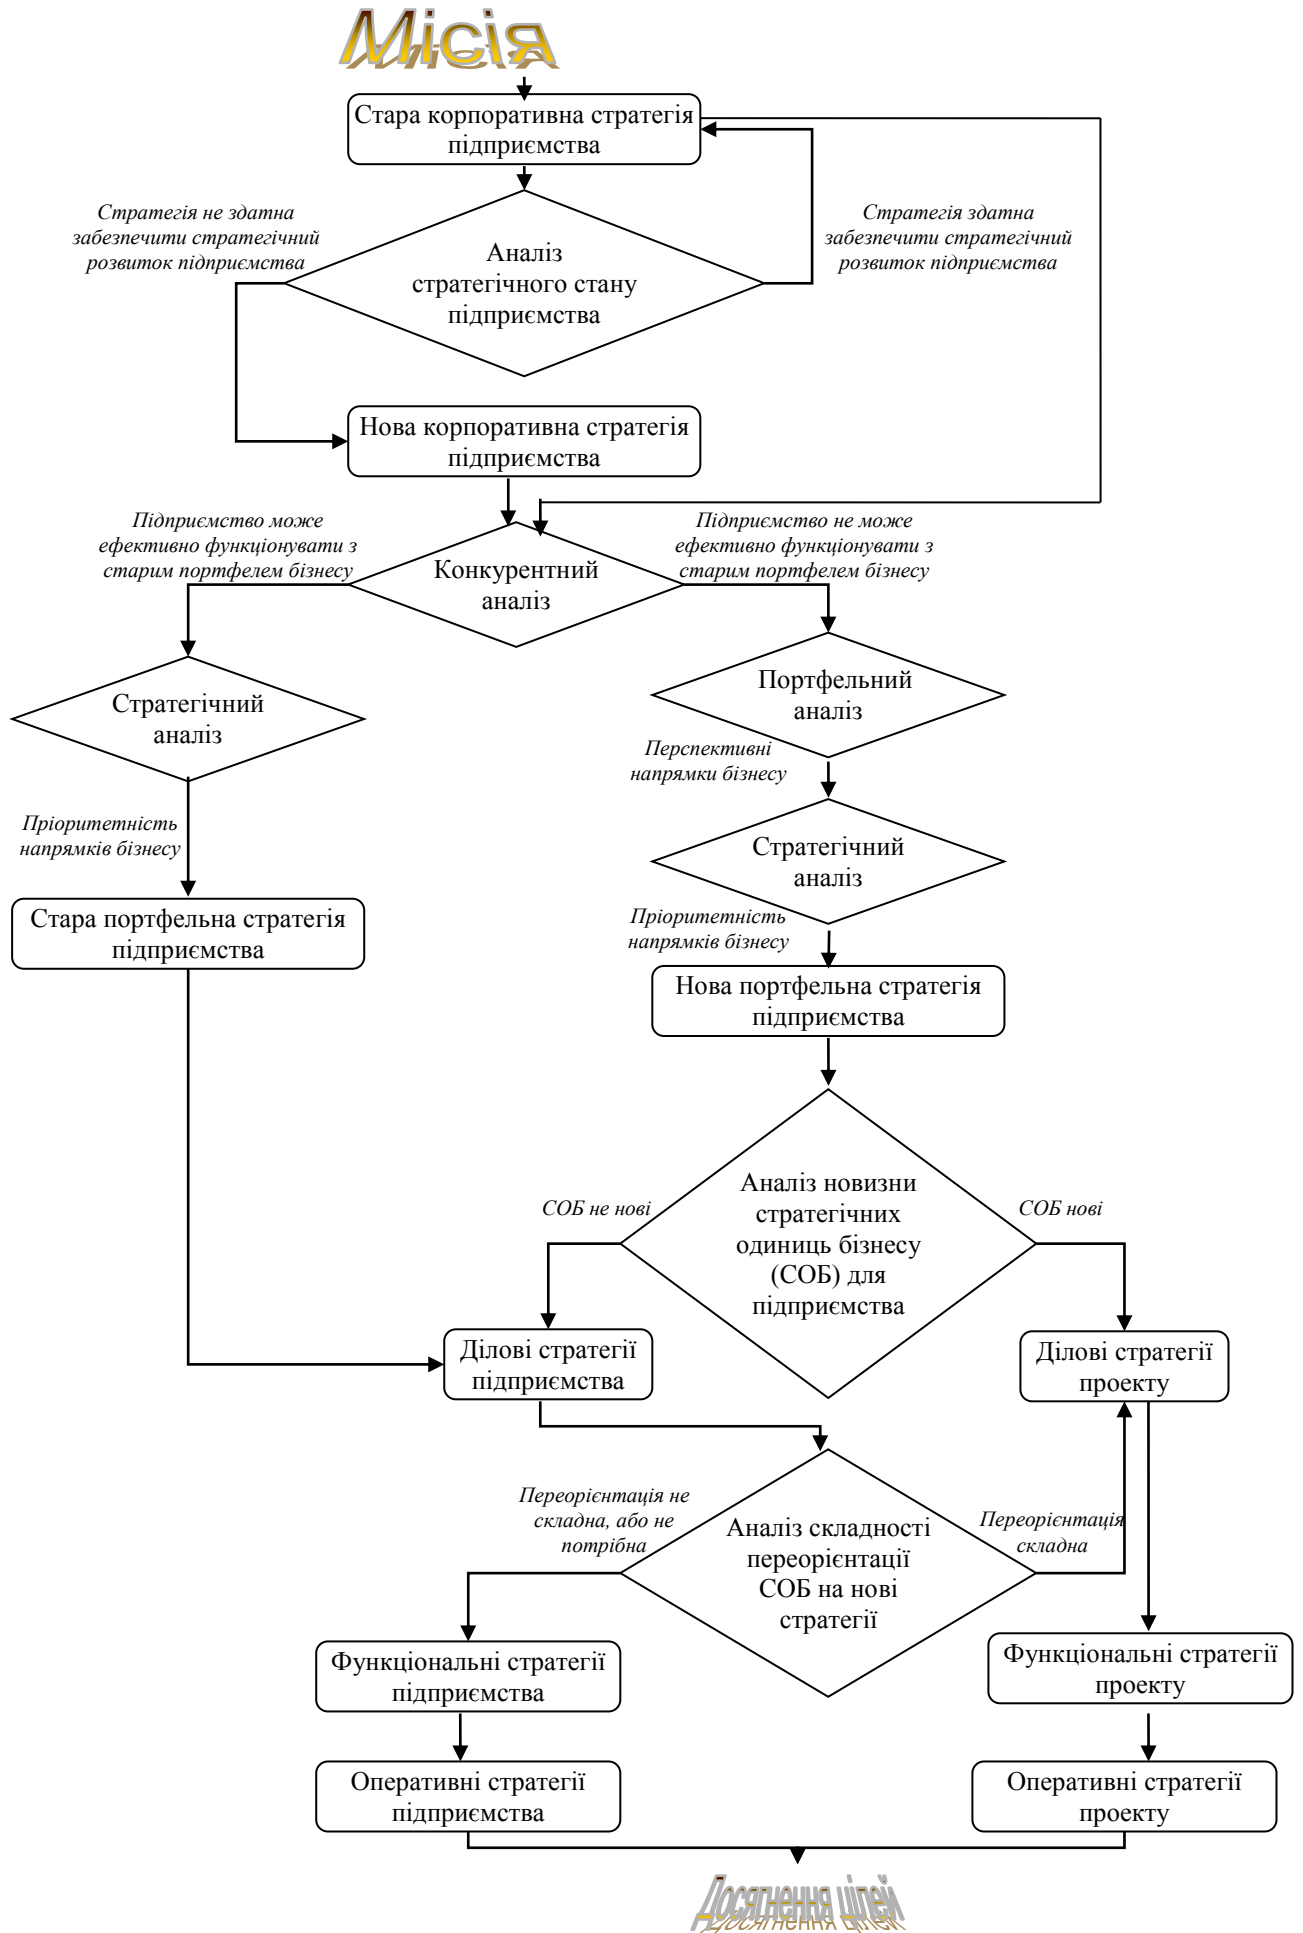 Місія
Стара корпоративна стратегія
підприємства
Стратегія не здатна
забезпечити стратегічний
розвиток підприємства
Стратегія здатна
забезпечити стратегічний
розвиток підприємства
Аналіз
стратегічного стану
підприємства
Нова корпоративна стратегія
підприємства
Підприємство може
ефективно функціонувати з
старим портфелем бізнесу
Підприємство не може
ефективно функціонувати з
старим портфелем бізнесу
Конкурентний
аналіз
Стратегічний
аналіз
Портфельний
аналіз
Перспективні
напрямки бізнесу
Пріоритетність
напрямків бізнесу
Стратегічний
аналіз
Стара портфельна стратегія
підприємства
Пріоритетність
напрямків бізнесу
Нова портфельна стратегія
підприємства
СОБ не нові
Аналіз новизни
стратегічних
одиниць бізнесу
(СОБ) для
підприємства
СОБ нові
Ділові стратегії
підприємства
Ділові стратегії
проекту
Переорієнтація не
складна, або не
потрібна
Аналіз складності
переорієнтації
СОБ на нові
стратегії
Переорієнтація
складна
Функціональні стратегії
підприємства
Функціональні стратегії
проекту
Оперативні стратегії
підприємства
Оперативні стратегії
проекту
Досягнення цілей